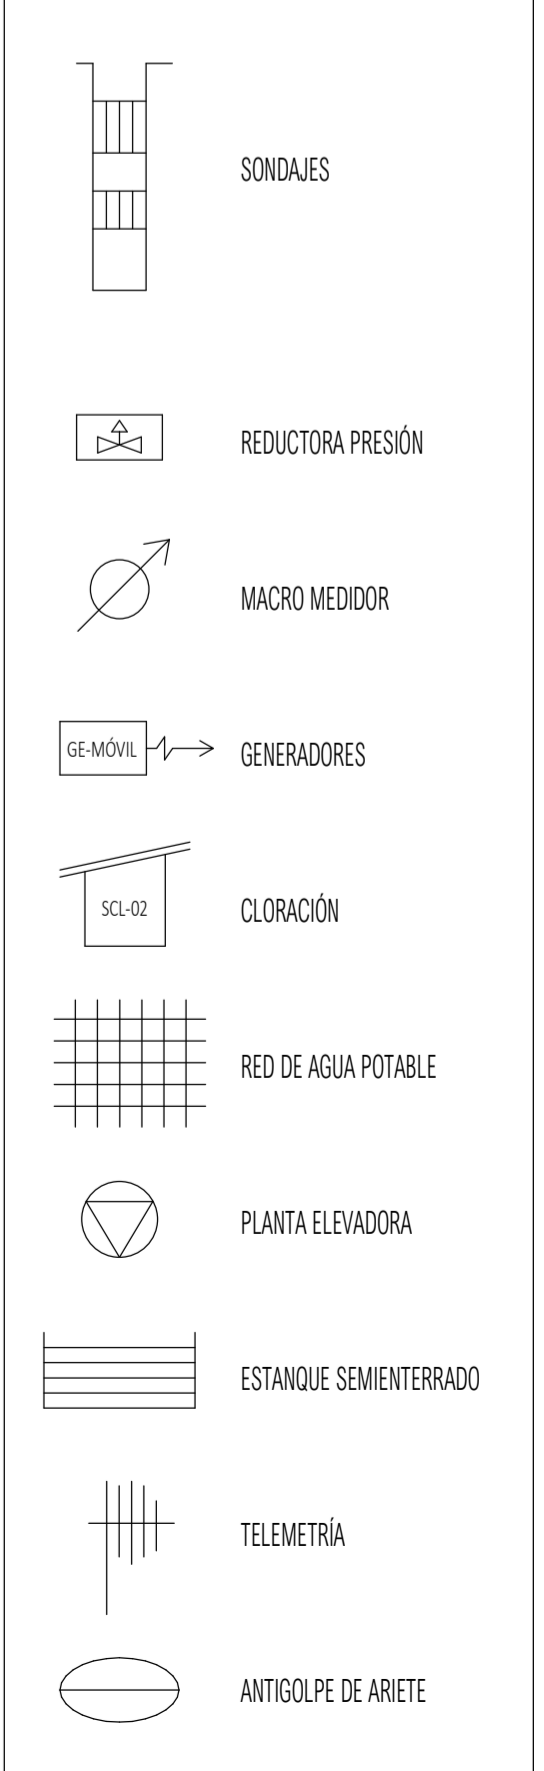 SONDAJES
REDUCTORA PRESIÓN
MACRO MEDIDOR
GE-MÓVIL
GENERADORES
SCL-02
CLORACIÓN
RED DE AGUA POTABLE
PLANTA ELEVADORA
ESTANQUE SEMIENTERRADO
TELEMETRÍA
ANTIGOLPE DE ARIETE